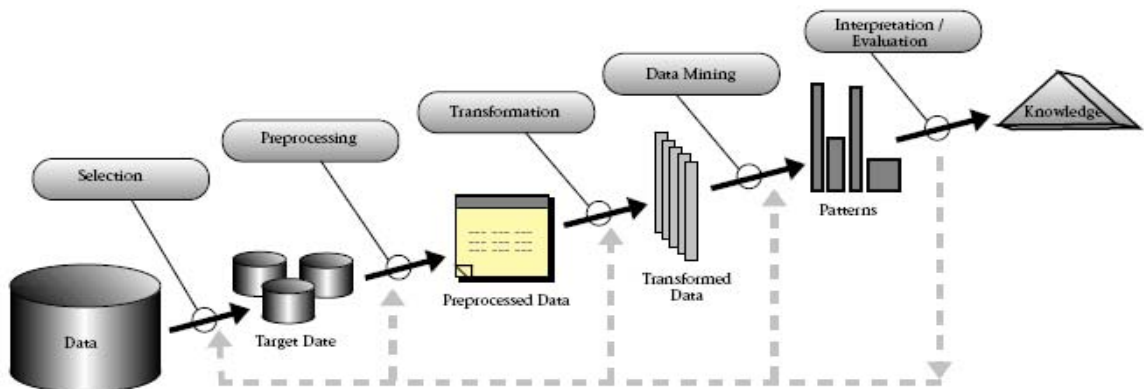 Interpretation /
Evaluation
Data Mining
Transformation
Preprocessing
Selection
Knowledge
Patterns
Transformed
Data
Preprocessed Data
Target Date
Data